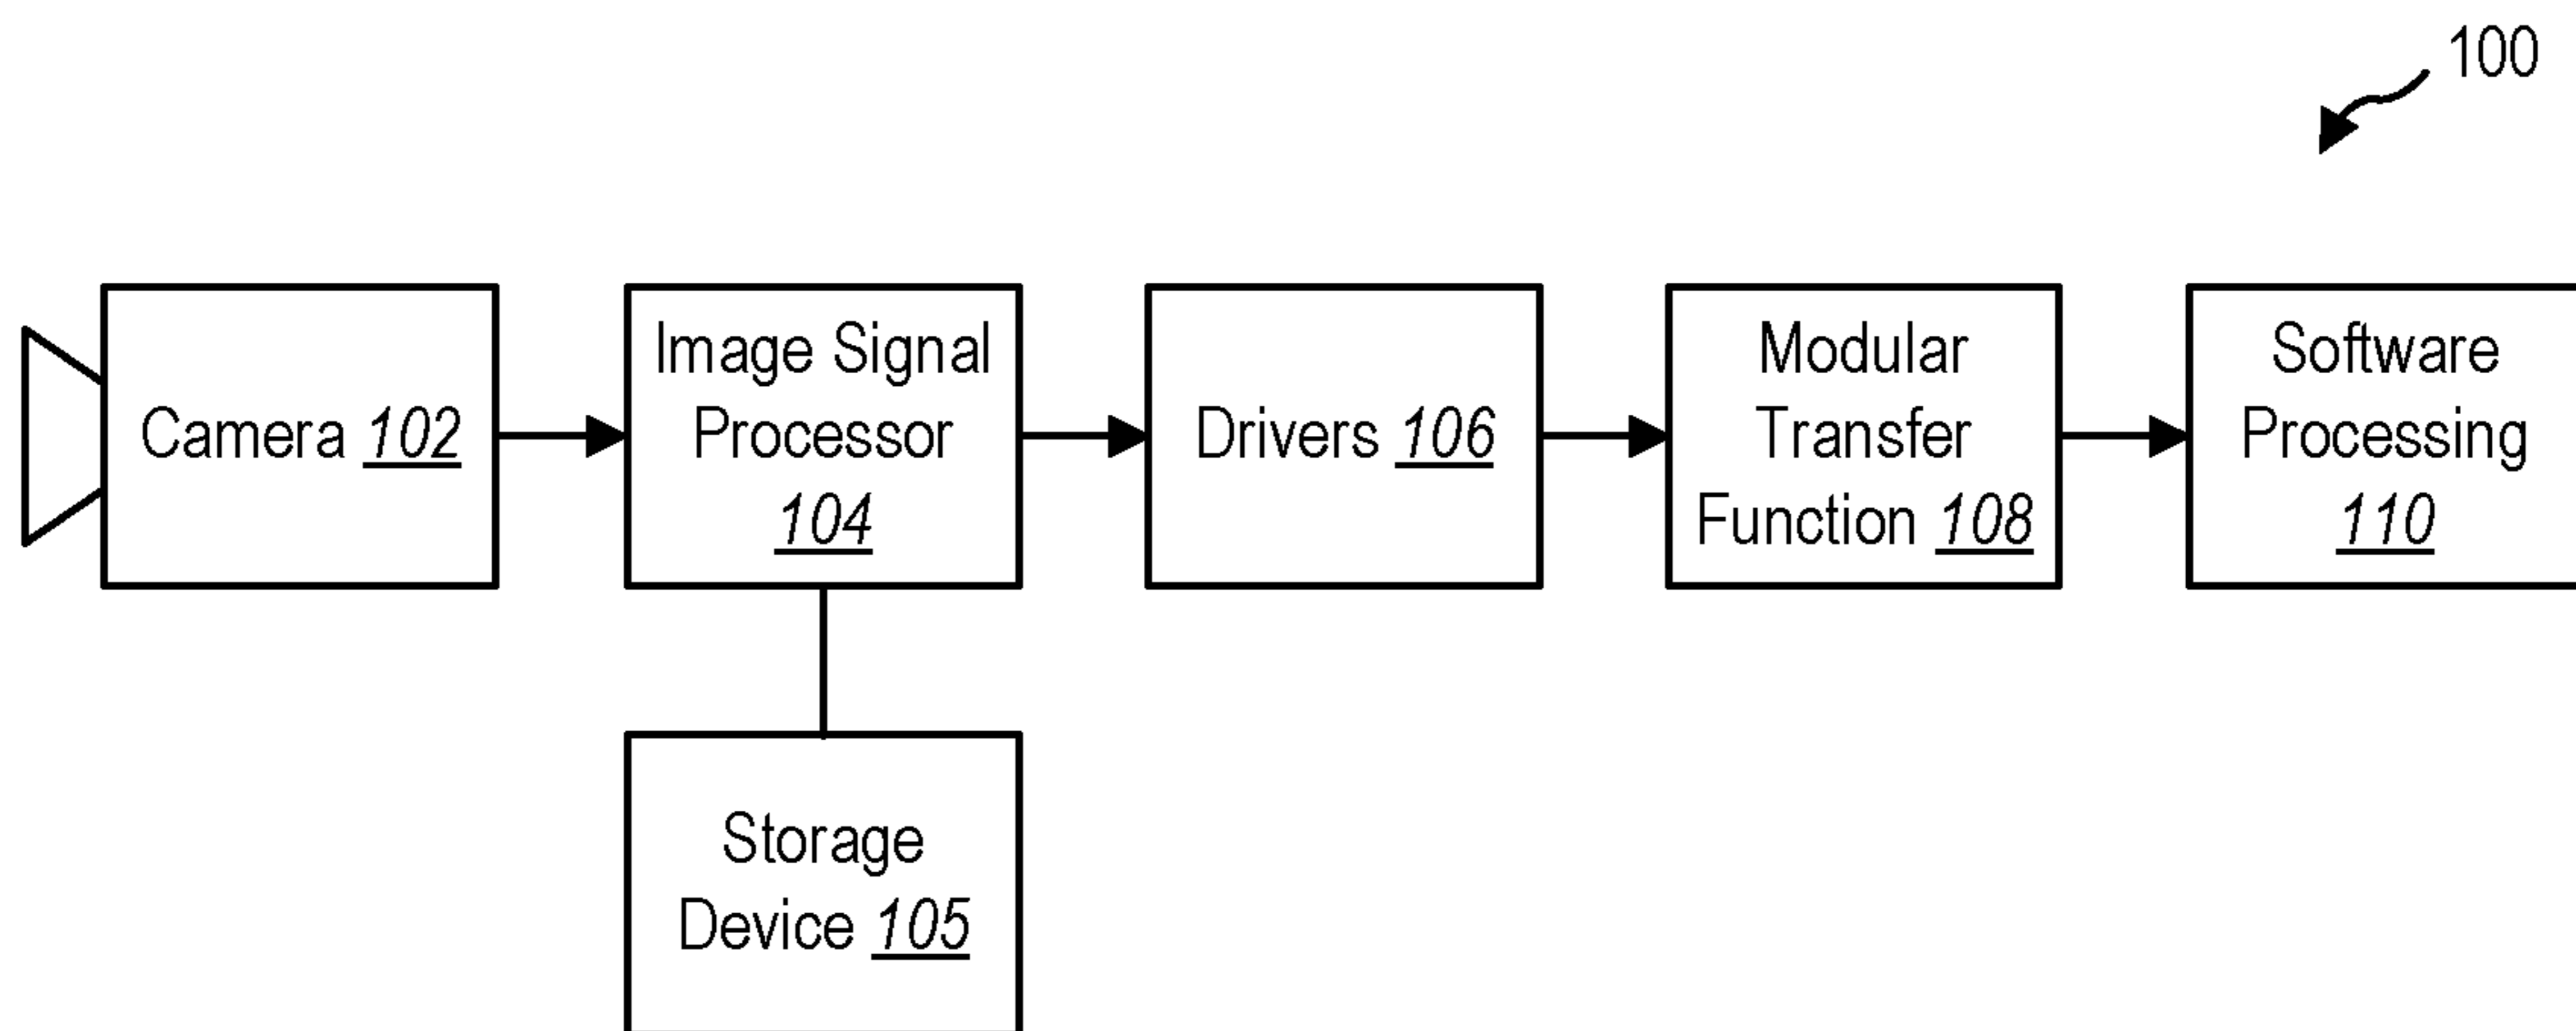 100
Camera 102
Image Signal
Processor
104
Drivers 106
Modular
Transfer
Function 108
Software
Processing
110
Storage
Device 105